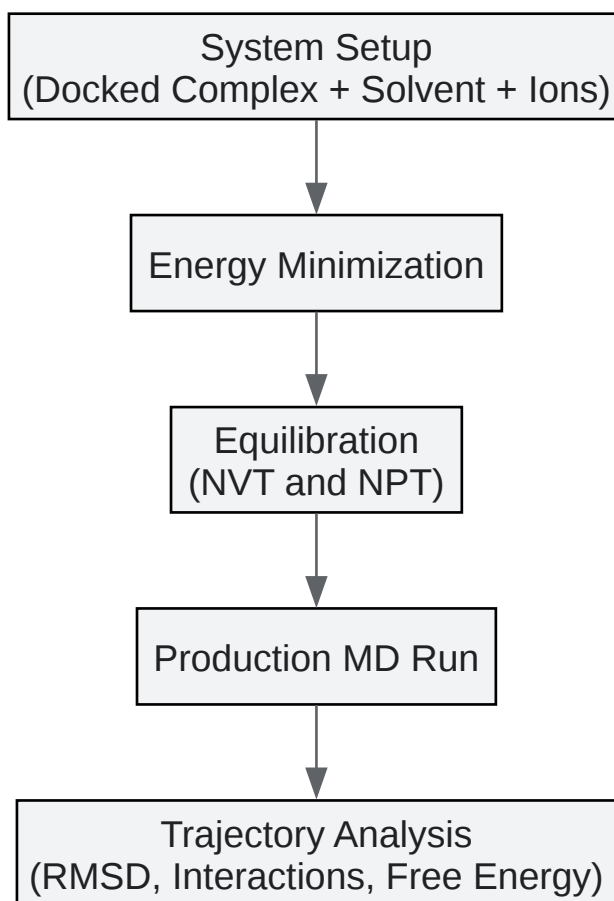 System Setup
(Docked Complex + Solvent + Ions)
Energy Minimization
Equilibration
(NVT and NPT)
Production MD Run
Trajectory Analysis
(RMSD, Interactions, Free Energy)